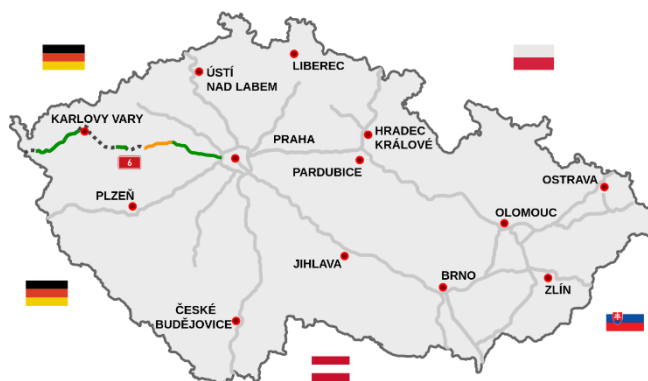 LIBEREC
ÚSTÍ
NAD LABEM
KARLOVY VARY
HRADEC
KRÁLOVÉ
PRAHA
6
PARDUBICE
OSTRAVA
PLZEŇ
OLOMOUC
JIHLAVA
BRNO
ZLÍN
ČESKÉ
BUDĚJOVICE